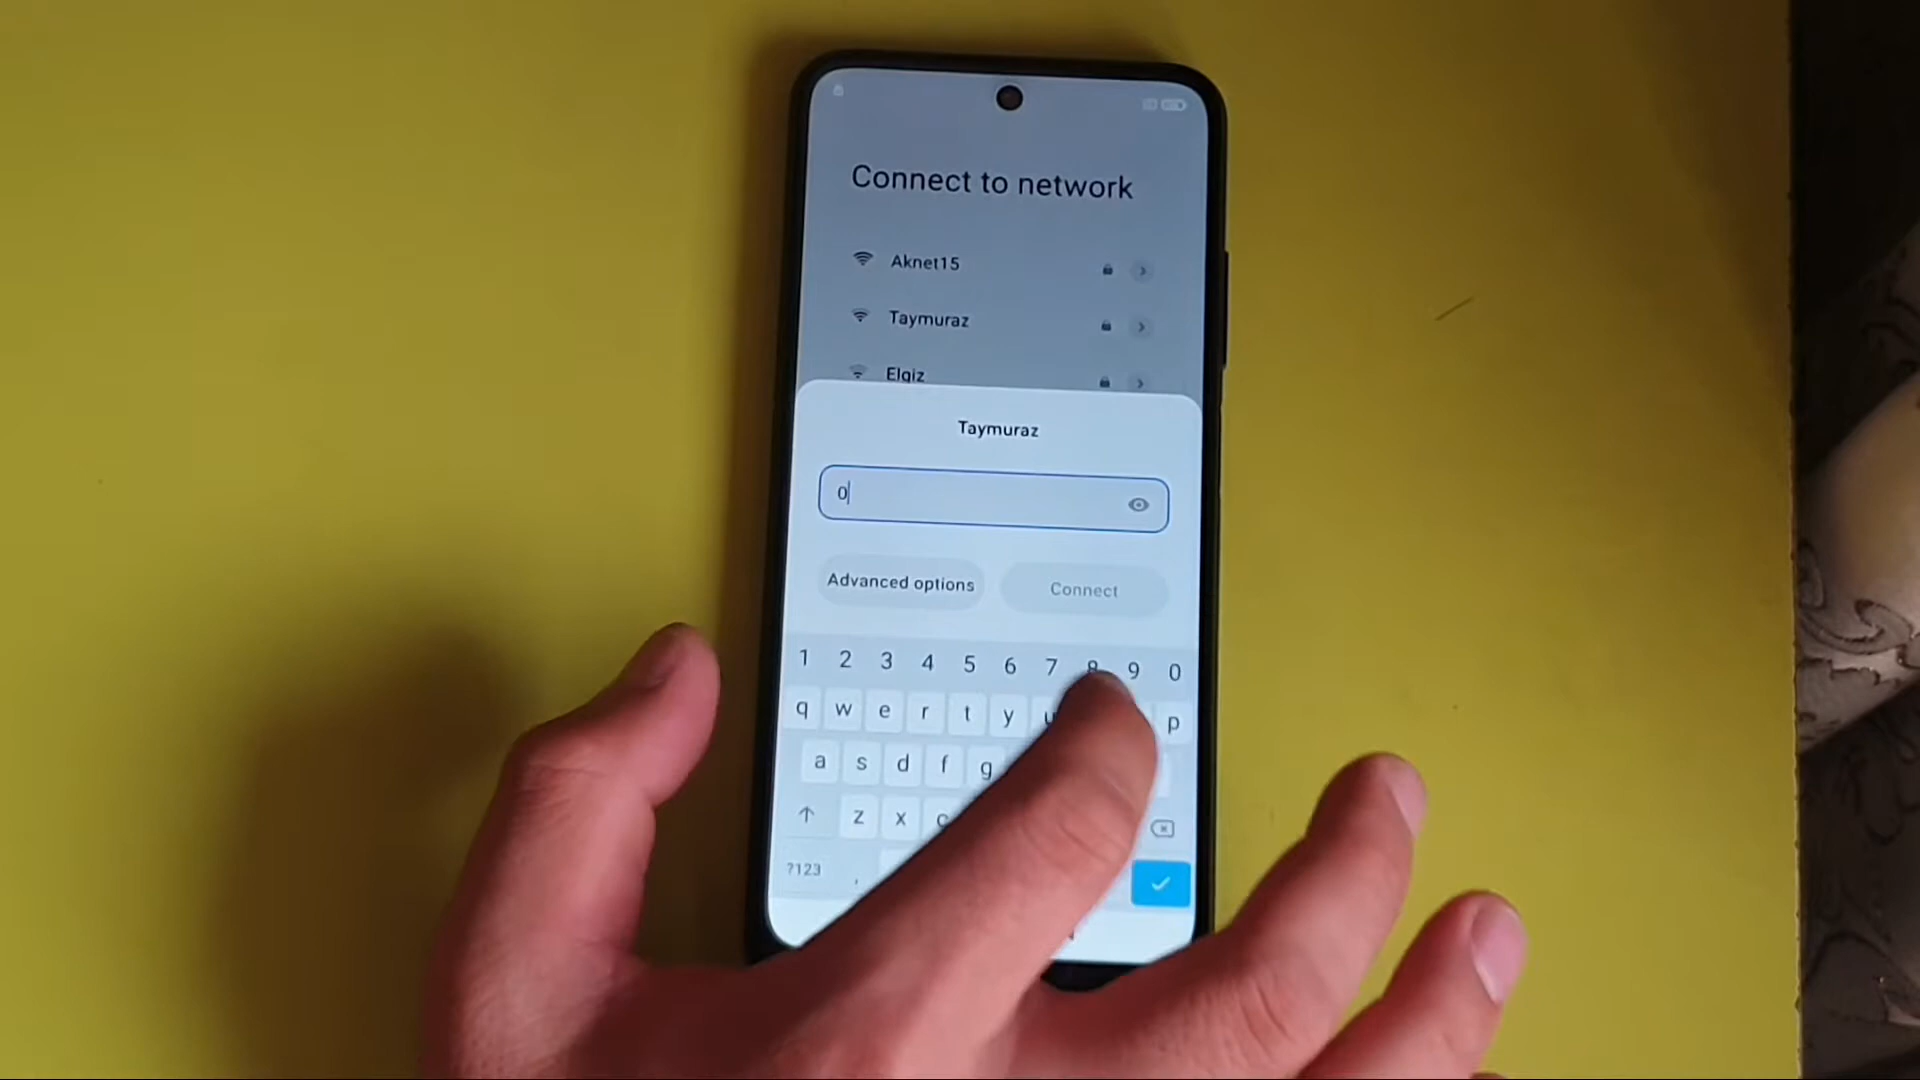 Connect to network
Aknet15
Taymuraz
Elgiz
Taymuraz
0
Advanced options Connect
1 2 3 4 5 6 7 8 9 0
q w e r t y u p
a s d f g
z x c
?123 ,